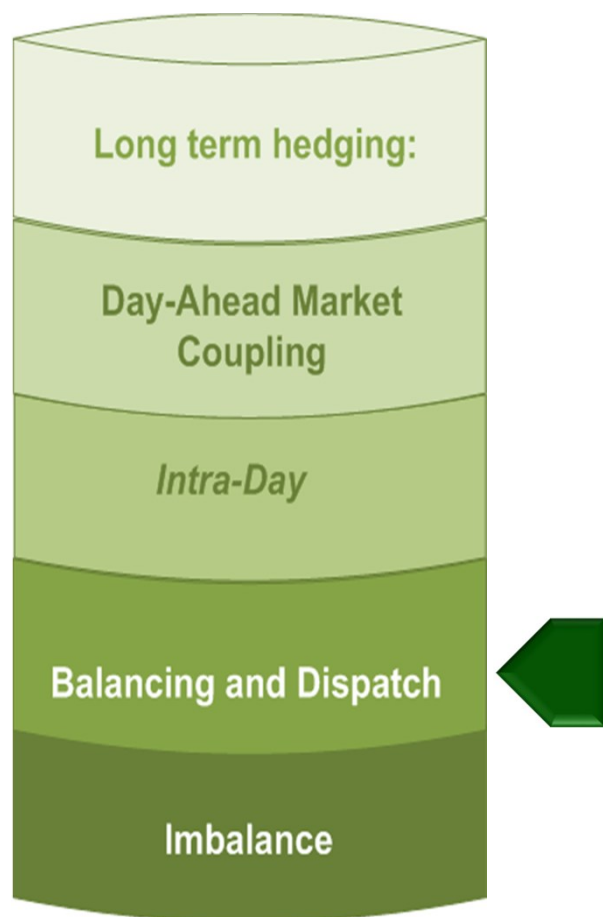 Long term hedging:
Day-Ahead Market
Coupling
Intra-Day
Balancing and Dispatch
Imbalance